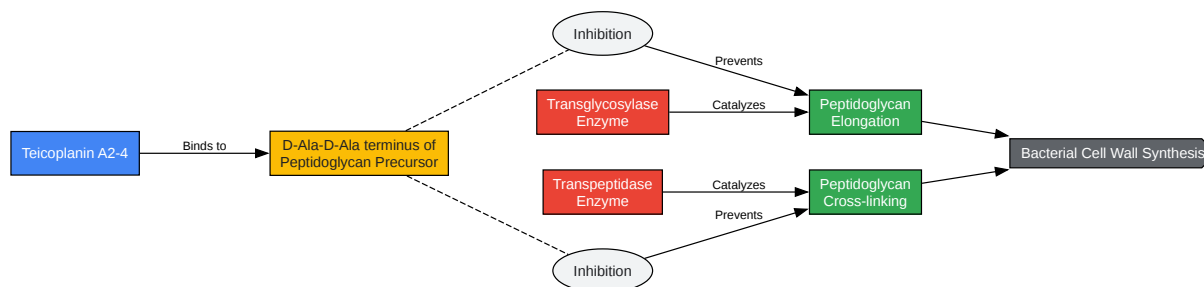 Inhibition
Prevents
Transglycosylase
Enzyme
Catalyzes
Peptidoglycan
Elongation
Teicoplanin A2-4
Binds to
D-Ala-D-Ala terminus of
Peptidoglycan Precursor
Bacterial Cell Wall Synthesis
Transpeptidase
Enzyme
Catalyzes
Peptidoglycan
Cross-linking
Prevents
Inhibition